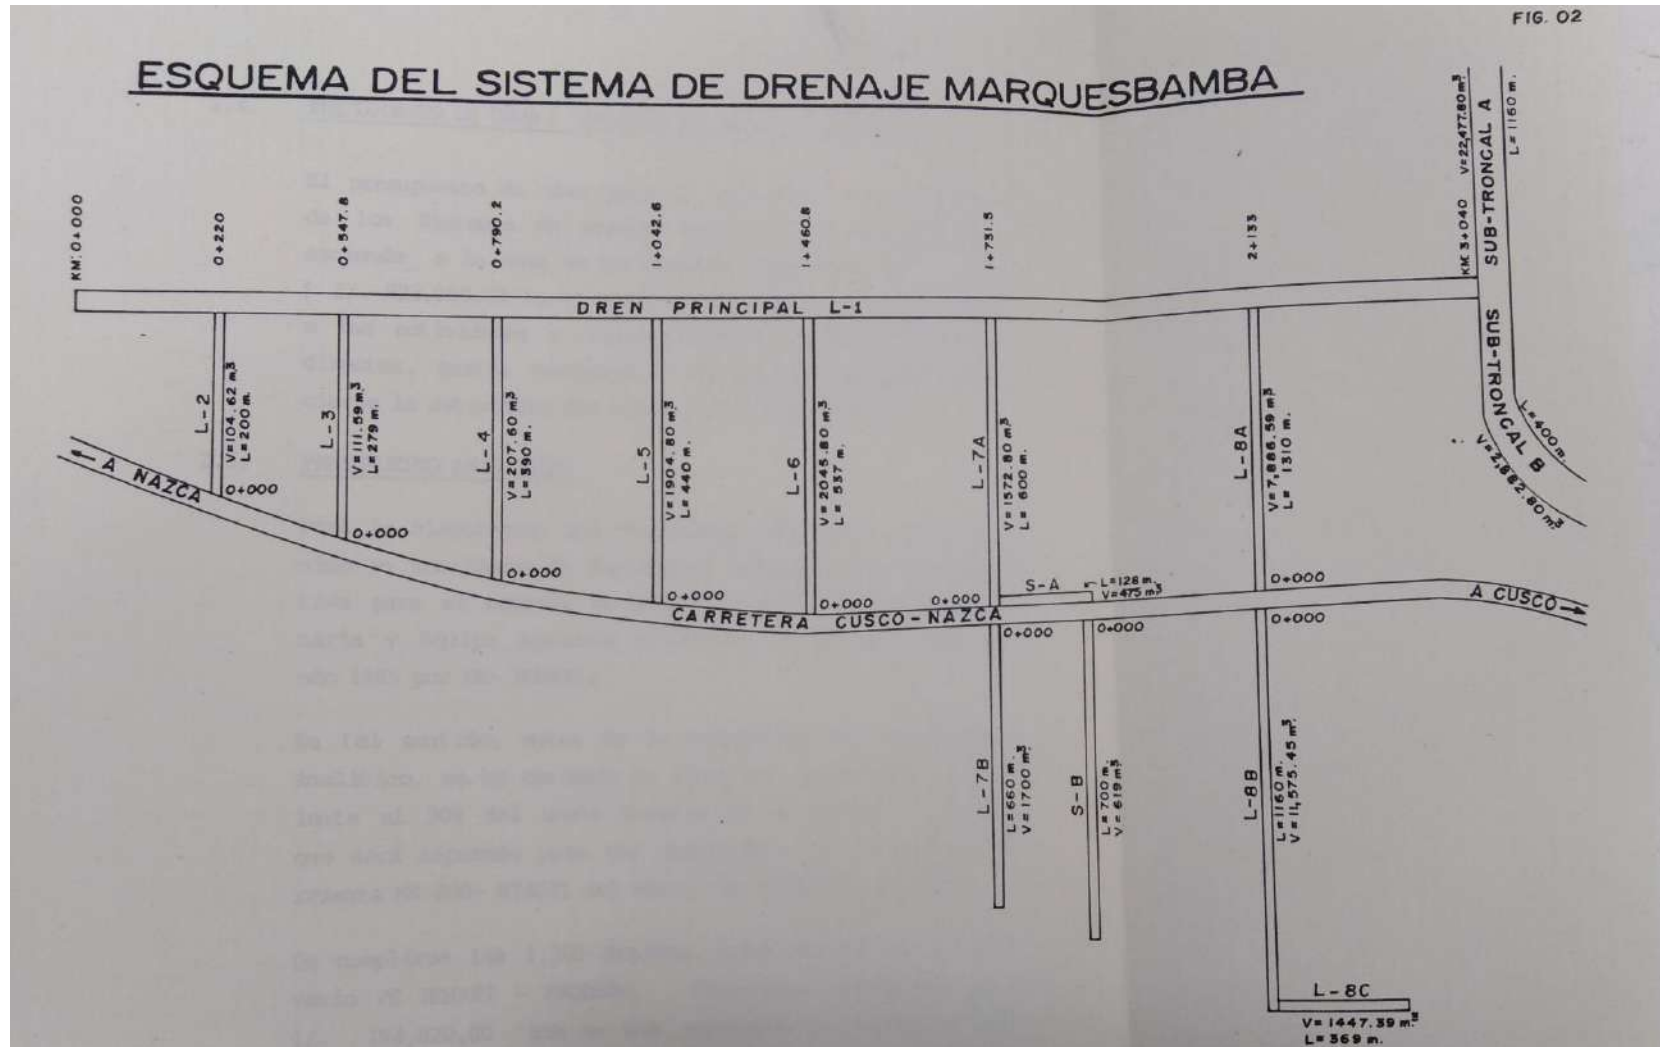 FIG. 02
ESQUEMA DEL SISTEMA DE DRENAJE MARQUESBAMBA
KM. 0+000
0+220
0+547.8
0+790.2
1+042.6
1+460.8
1+731.5
2+133
KM. 3+040
V=22,477.80 m³.
SUB-TRONCAL A
L=1160 m.
DREN PRINCIPAL L-1
SUB-TRONCAL B
L=400 m.
V=2,882.80 m³.
L-2
V=104.62 m³.
L=200 m.
0+000
L-3
V=111.59 m³.
L=279 m.
0+000
L-4
V=207.60 m³.
L=390 m.
0+000
L-5
V=1904.80 m³.
L=440 m.
0+000
L-6
V=2045.80 m³.
L=537 m.
0+000
L-7A
V=1572.80 m³.
L=600 m.
0+000
S-A
L=128 m.
V=475 m³
L-8A
V=7,886.59 m³.
L=1310 m.
0+000
← A NAZCA
CARRETERA CUSCO-NAZCA
A CUSCO →
0+000
0+000
0+000
L-7B
L=660 m.
V=1700 m³.
S-B
L=700 m.
V=619 m³.
L-8B
L=1160 m.
V=11,575.45 m³.
L-8C
V=1447.39 m.³
L=369 m.